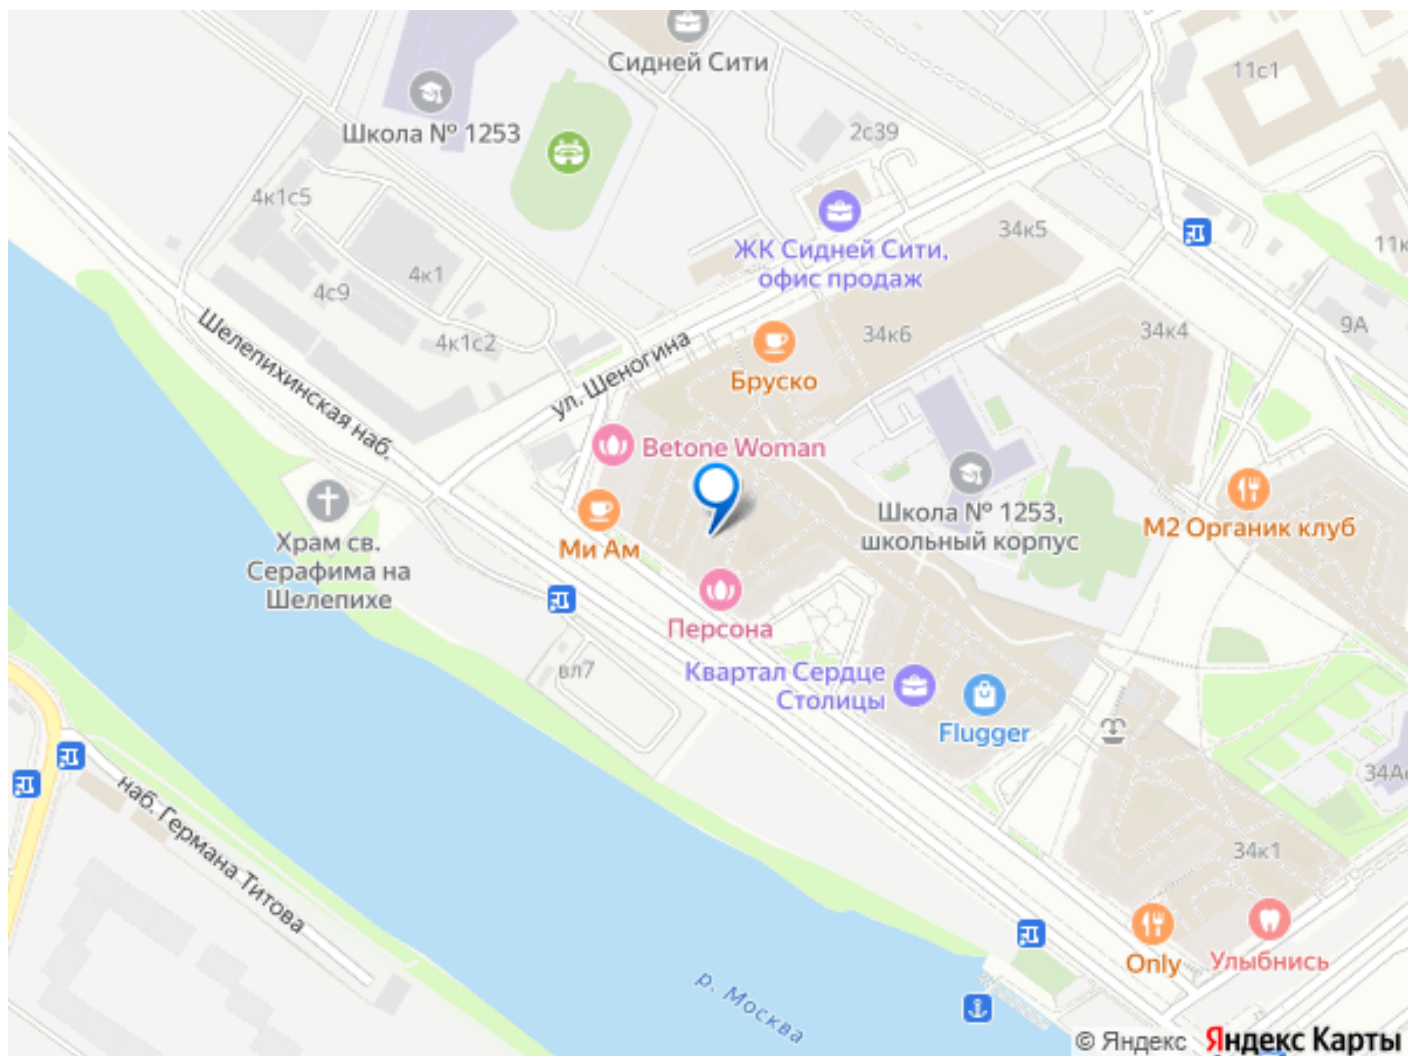 Сидней Сити
11с1
Школа № 1253
2с39
4к1с5
34к5
ЖК Сидней Сити,
офис продаж
4к1
4с9
34к6
34к4
9А
4к1с2
Шелепихинская наб.
ул. Шеногина
Бруско
Betone Woman
Школа № 1253,
школьный корпус
М2 Органик клуб
Ми Ам
Храм св.
Серафима на
Шелепихе
Персона
вл7
Квартал Сердце
Столицы
Flugger
наб. Германа Титова
34к1
Only
Улыбнись
р. Москва
© Яндекс Яндекс Карты